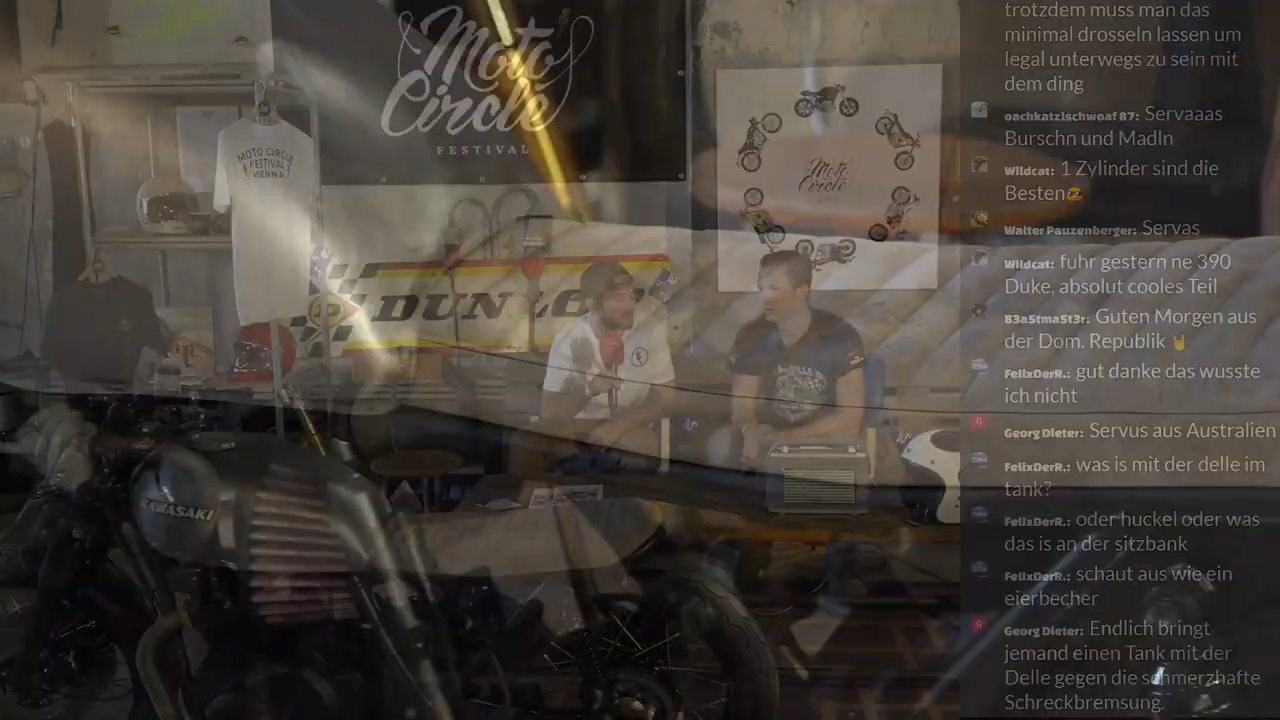 Moto
Circle
FESTIVAL
MOTO CIRCLE
FESTIVAL
VIENNA
Moto
Circle
DUNLO
KAWASAKI
trotzdem muss man das
minimal drosseln lassen um
legal unterwegs zu sein mit
dem ding
oachkatzlschwoaf 87: Servaaas
Burschn und Madln
Wildcat: 1 Zylinder sind die
Besten
Walter Pauzenberger: Servas
Wildcat: fuhr gestern ne 390
Duke, absolut cooles Teil
B3a5tma5t3r: Guten Morgen aus
der Dom. Republik 🤘
FelixDerR.: gut danke das wusste
ich nicht
G
Georg Dieter: Servus aus Australien
FelixDerR.: was is mit der delle im
tank?
FelixDerR.: oder huckel oder was
das is an der sitzbank
FelixDerR.: schaut aus wie ein
eierbecher
G
Georg Dieter: Endlich bringt
jemand einen Tank mit der
Delle gegen die schmerzhafte
Schreckbremsung.